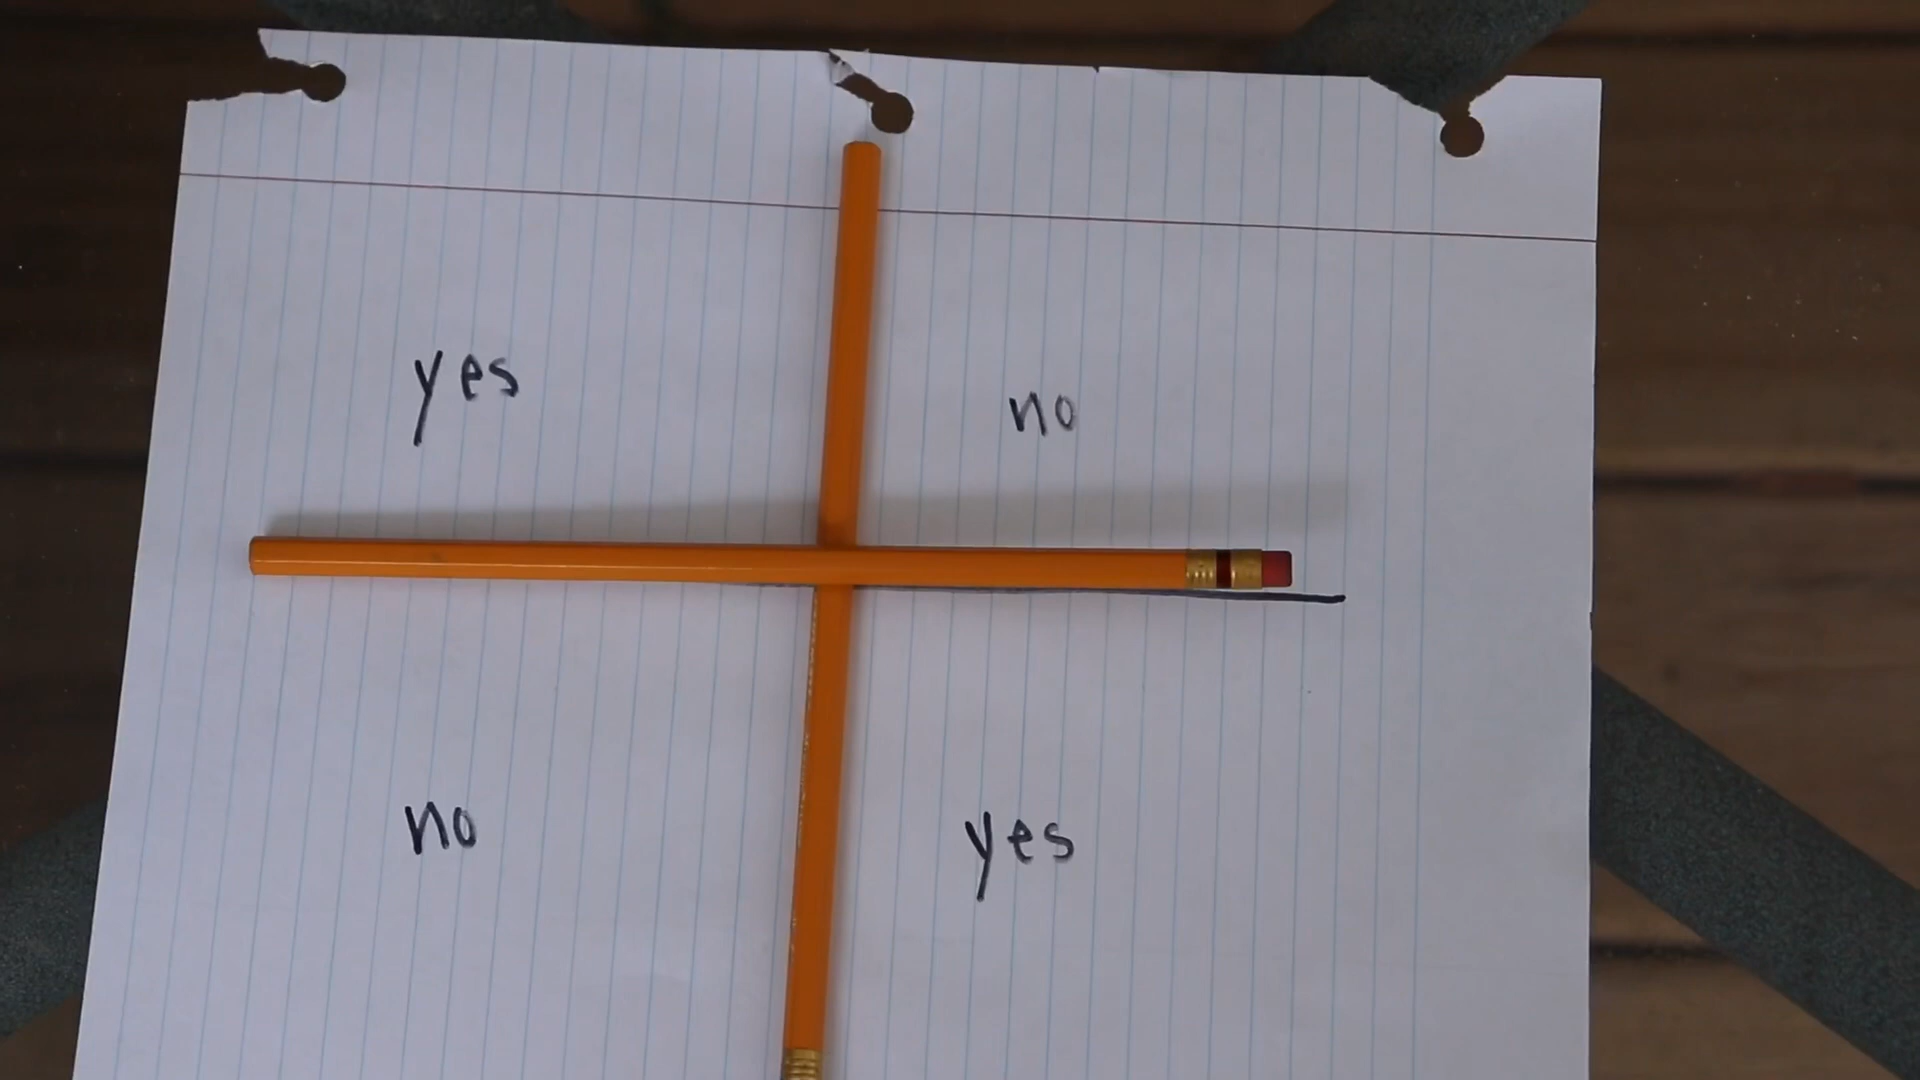 yes no
no yes